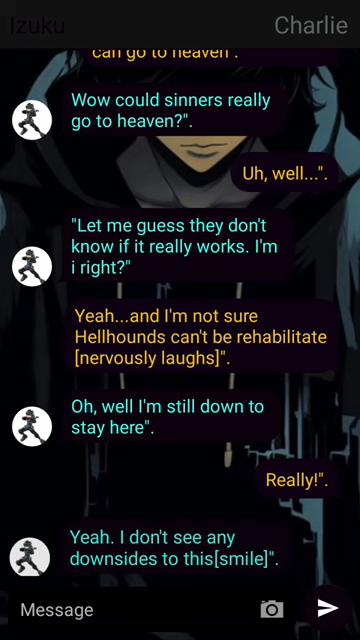 Izuku
Charlie
can go to heaven".
Wow could sinners really
go to heaven?".
Uh, well...".
"Let me guess they don't
know if it really works. I'm
i right?"
Yeah...and I'm not sure
Hellhounds can't be rehabilitate
[nervously laughs]".
Oh, well I'm still down to
stay here".
Really!".
Yeah. I don't see any
downsides to this[smile]".
Message